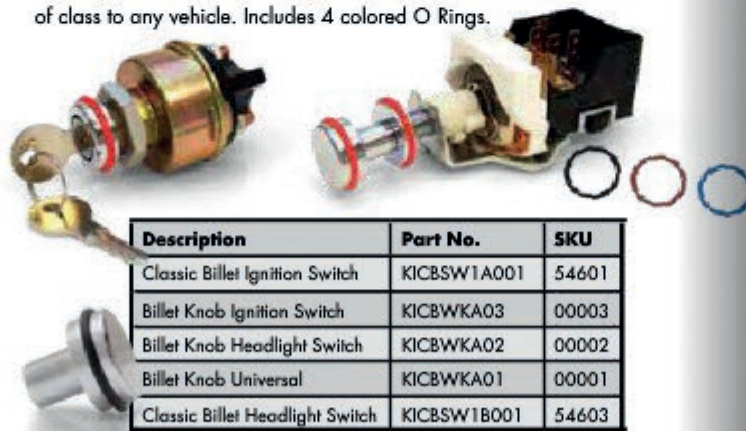 of class to any vehicle. Includes 4 colored O Rings.
Description Part No. SKU
Classic Billet Ignition Switch KICBSW1A001 54601
Billet Knob Ignition Switch KICBWKA03 00003
Billet Knob Headlight Switch KICBWKA02 00002
Billet Knob Universal KICBWKA01 00001
Classic Billet Headlight Switch KICBSW1B001 54603